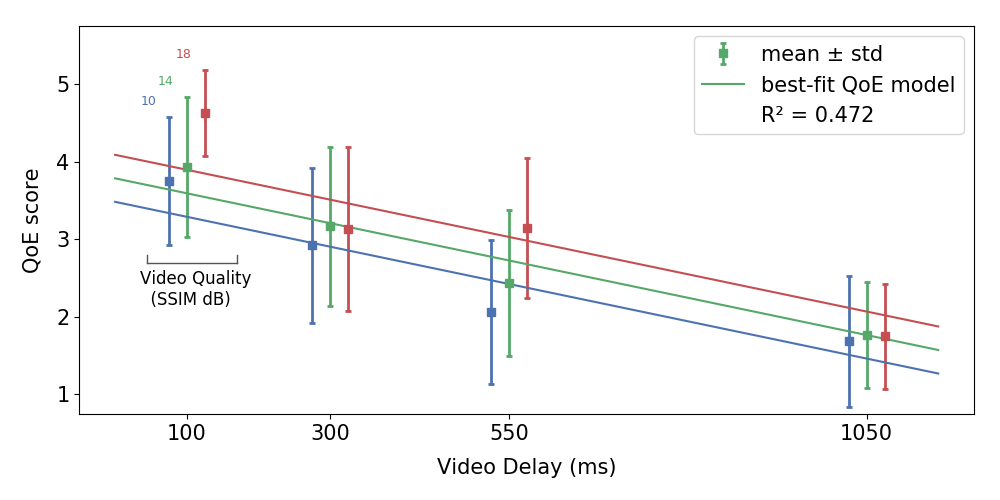 18
14
10
mean ± std
best-fit QoE model
R² = 0.472
5
4
3
2
1
QoE score
Video Quality
(SSIM dB)
100 300 550 1050
Video Delay (ms)